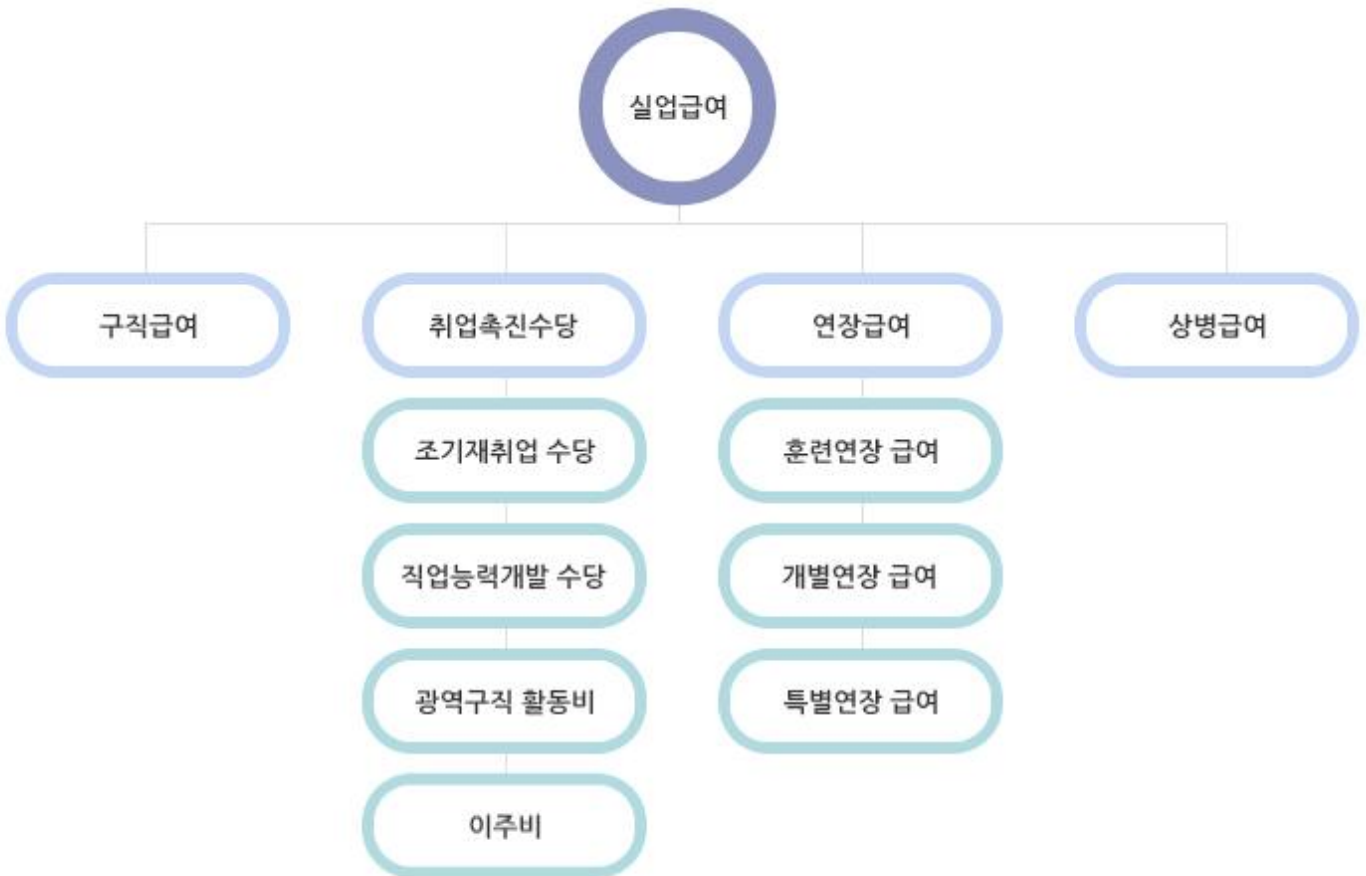 실업급여
구직급여
취업촉진수당
연장급여
상병급여
조기재취업 수당
훈련연장 급여
직업능력개발 수당
개별연장 급여
광역구직 활동비
특별연장 급여
이주비